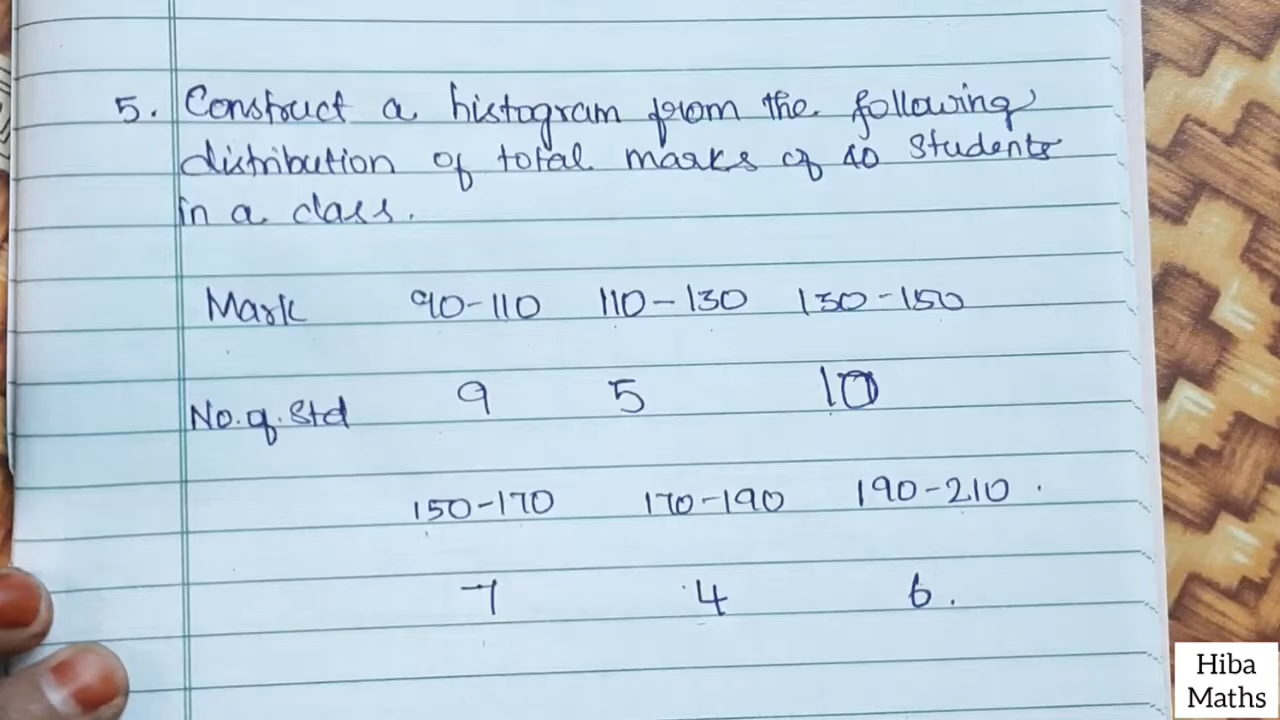 5. Construct a histogram from the following
distribution of total marks of 40 students
in a class.
Mark 90-110 110-130 130-150
No.of.Std 9 5 10
150-170 170-190 190-210.
7 4 6.
Hiba
Maths